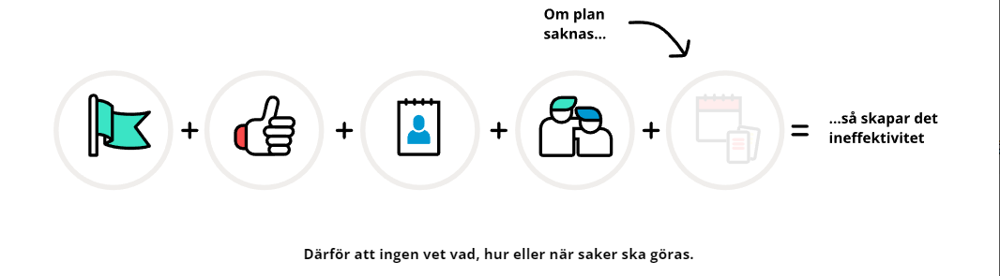 Om plan
saknas...
...så skapar det
ineffektivitet
Därför att ingen vet vad, hur eller när saker ska göras.